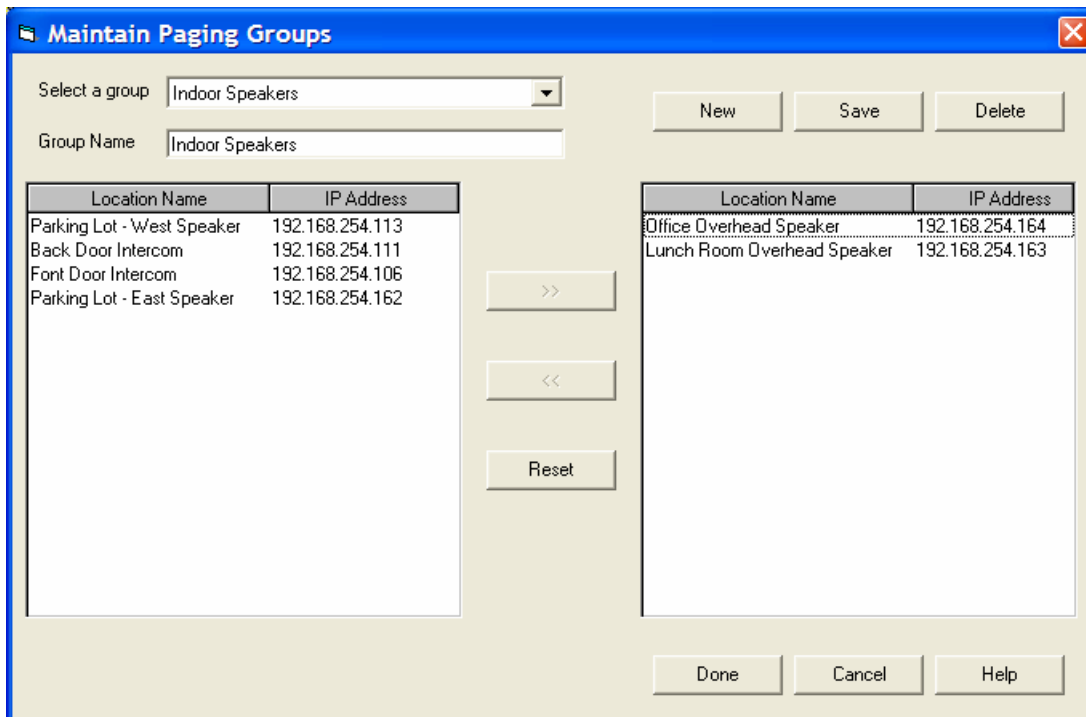 Maintain Paging Groups
Select a group Indoor Speakers
New Save Delete
Group Name Indoor Speakers
Location Name IP Address
Parking Lot - West Speaker 192.168.254.113
Back Door Intercom 192.168.254.111
Font Door Intercom 192.168.254.106
Parking Lot - East Speaker 192.168.254.162
>>
<<
Reset
Location Name IP Address
Office Overhead Speaker 192.168.254.164
Lunch Room Overhead Speaker 192.168.254.163
Done Cancel Help